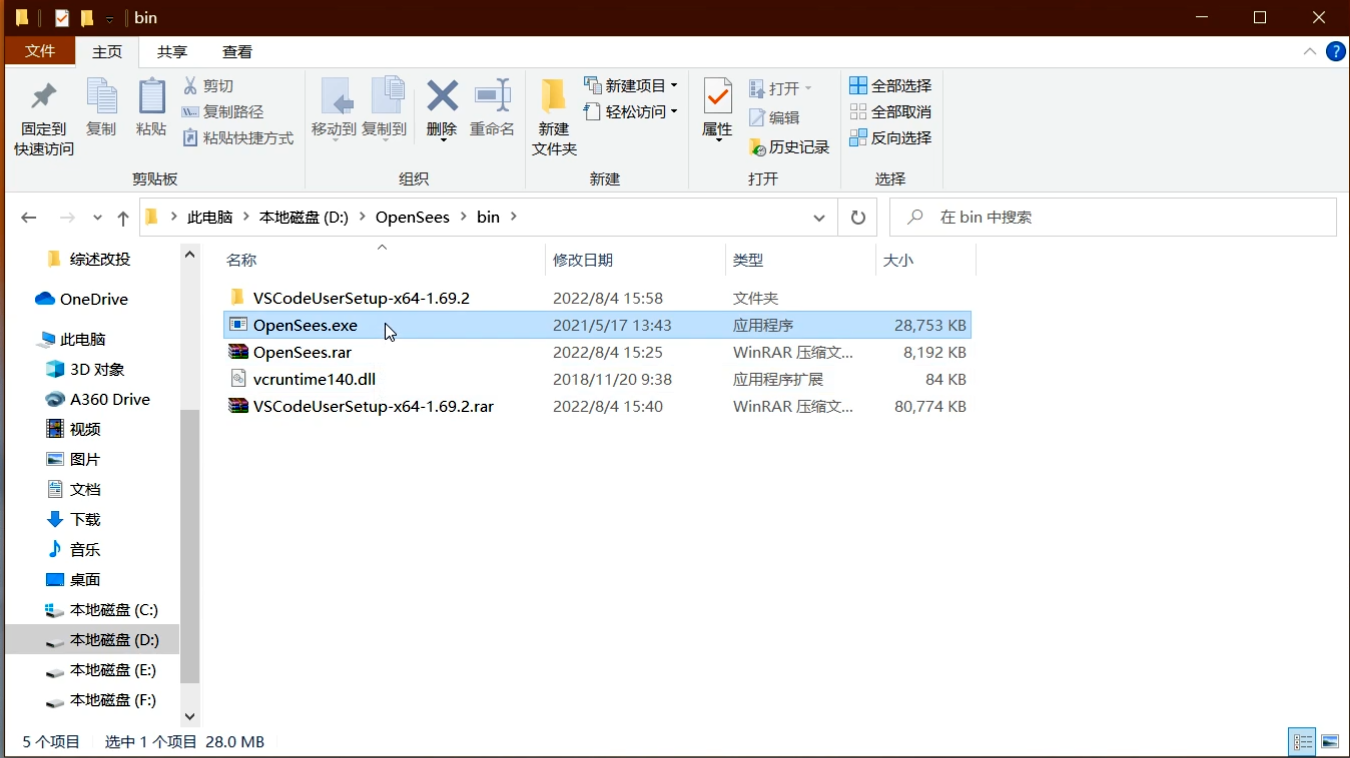 bin
文件 主页 共享 查看
固定到快速访问
复制
粘贴
剪切
复制路径
粘贴快捷方式
剪贴板
移动到
复制到
删除
重命名
组织
新建文件夹
新建项目
轻松访问
新建
属性
打开
编辑
历史记录
打开
全部选择
全部取消
反向选择
选择
此电脑 本地磁盘 (D:) OpenSees bin
在 bin 中搜索
综述改投
OneDrive
此电脑
3D 对象
A360 Drive
视频
图片
文档
下载
音乐
桌面
本地磁盘 (C:)
本地磁盘 (D:)
本地磁盘 (E:)
本地磁盘 (F:)
名称 修改日期 类型 大小
VSCodeUserSetup-x64-1.69.2 2022/8/4 15:58 文件夹
OpenSees.exe 2021/5/17 13:43 应用程序 28,753 KB
OpenSees.rar 2022/8/4 15:25 WinRAR 压缩文... 8,192 KB
vcruntime140.dll 2018/11/20 9:38 应用程序扩展 84 KB
VSCodeUserSetup-x64-1.69.2.rar 2022/8/4 15:40 WinRAR 压缩文... 80,774 KB
5 个项目 选中 1 个项目 28.0 MB